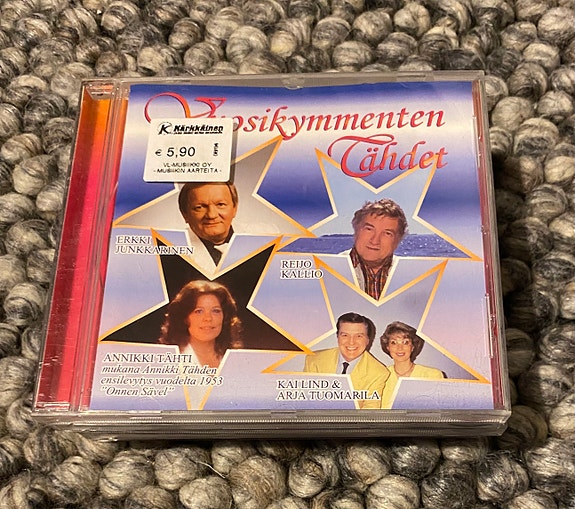 Vuosikymmenten
Tähdet
Kärkkäinen
€ 5,90
VL-MUSIIKKI OY
- MUSIIKIN AARTEITA -
ERKKI
JUNKKARINEN
REIJO
KALLIO
ANNIKKI TÄHTI
mukana Annikki Tähden
ensilevytys vuodelta 1953
"Onnen Sävel"
KAI LIND &
ARJA TUOMARILA